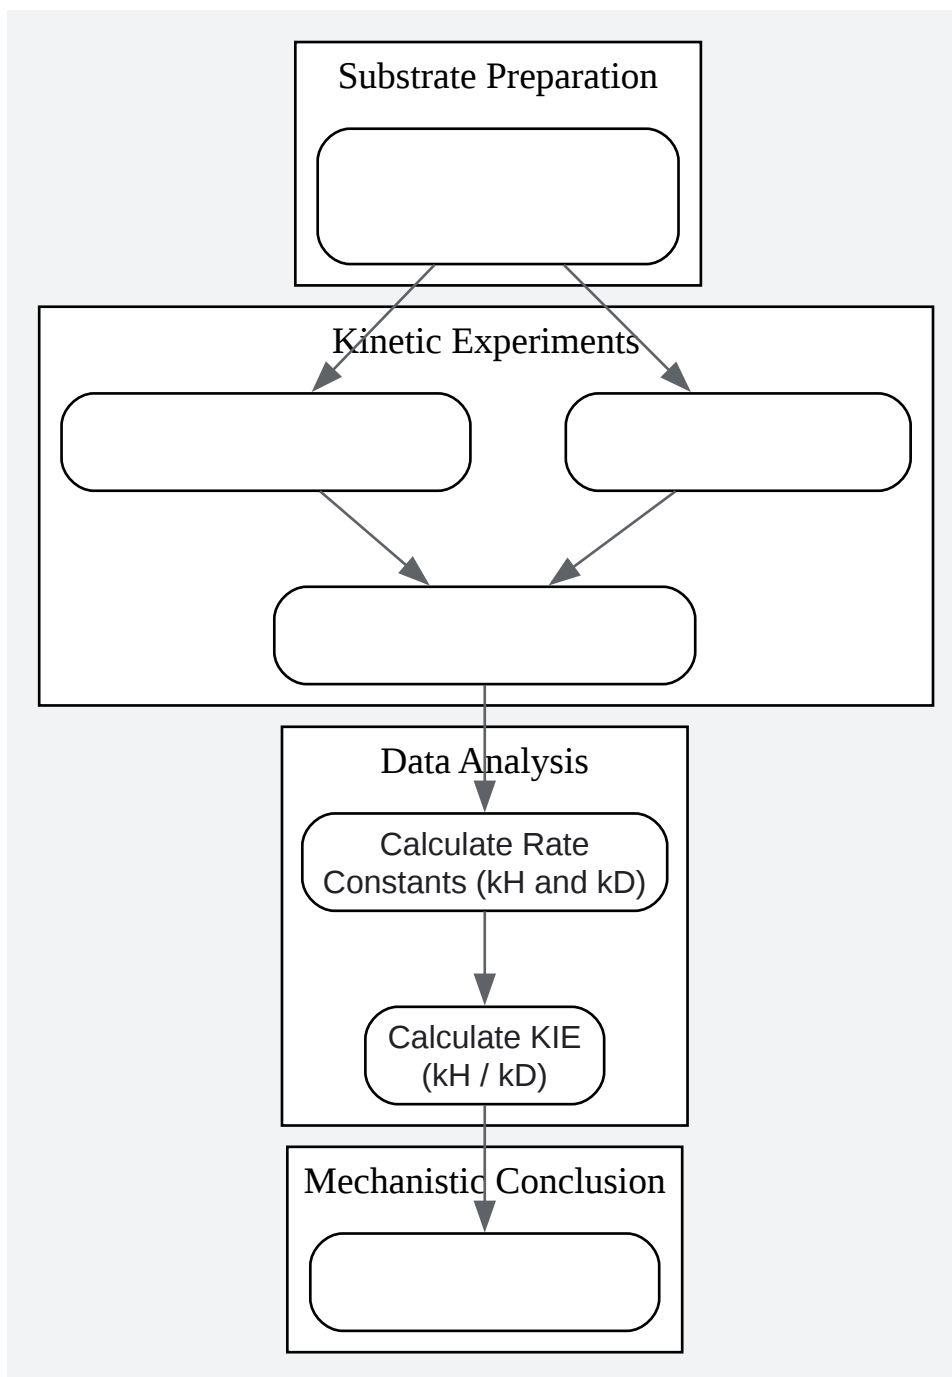 Substrate Preparation
Kinetic Experiments
Data Analysis
Calculate Rate
Constants (kH and kD)
Calculate KIE
(kH / kD)
Mechanistic Conclusion